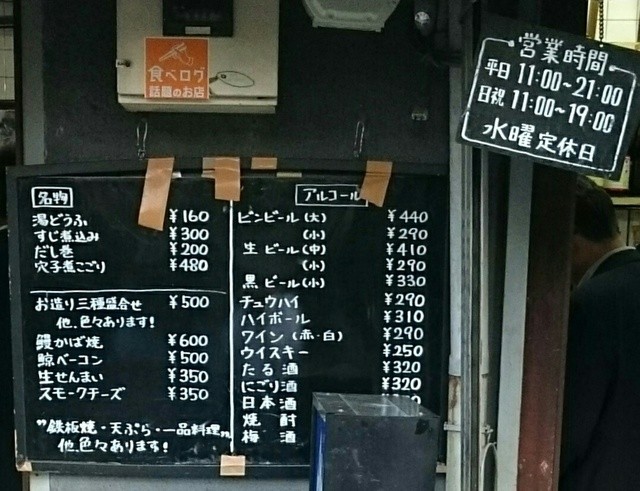 食べログ
話題のお店
営業時間
平日 11:00~21:00
日祝 11:00~19:00
水曜定休日
名物
湯どうふ ¥160
すじ煮込み ¥300
だし巻 ¥200
穴子煮こごり ¥480
お造り三種盛合せ ¥500
他、色々あります!
鰻かば焼 ¥600
鯨ベーコン ¥500
生せんまい ¥350
スモークチーズ ¥350
"鉄板焼・天ぷら・一品料理"
他、色々あります!
アルコール
ビンビール(大) ¥440
(小) ¥290
生 ビール(中) ¥410
(小) ¥290
黒 ビール(小) ¥330
チュウハイ ¥290
ハイボール ¥310
ワイン(赤・白) ¥290
ウイスキー ¥250
たる 酒 ¥320
にごり酒 ¥320
日本酒
焼 酎
梅 酒